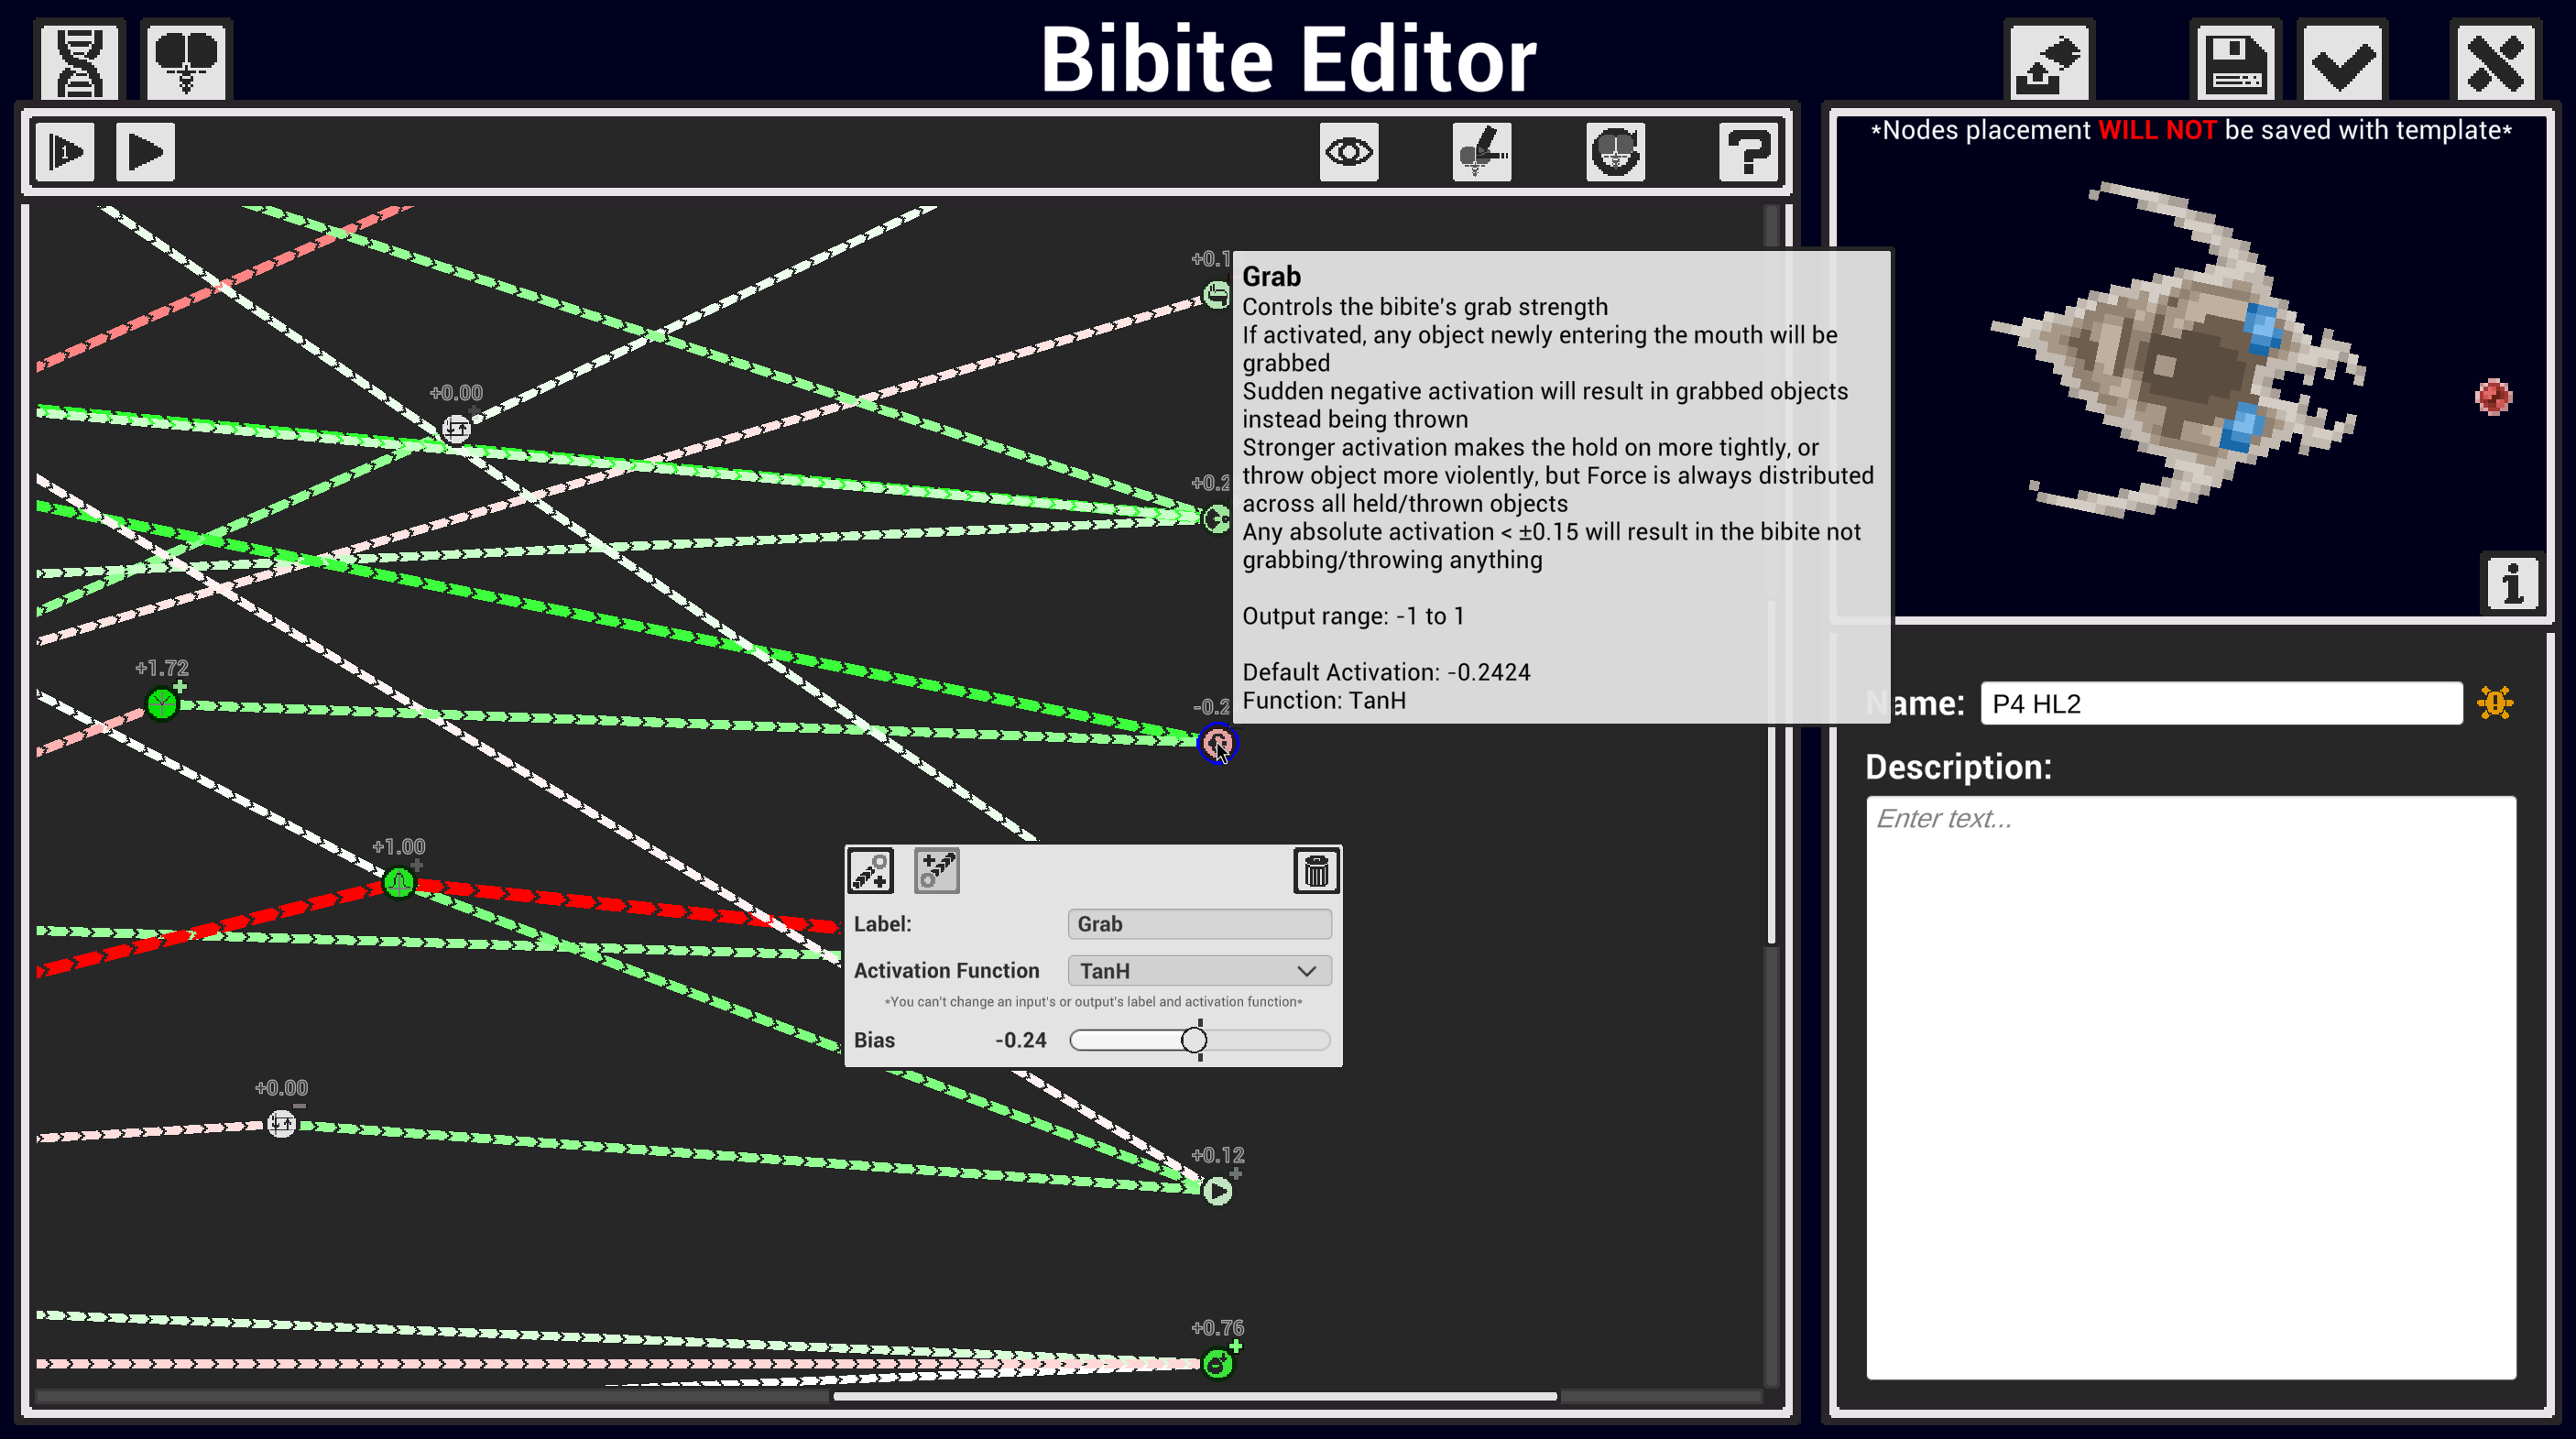 Bibite Editor
*Nodes placement WILL NOT be saved with template*
+0.1
Grab
Controls the bibite's grab strength
If activated, any object newly entering the mouth will be
grabbed
Sudden negative activation will result in grabbed objects
instead being thrown
Stronger activation makes the hold on more tightly, or
throw object more violently, but Force is always distributed
across all held/thrown objects
Any absolute activation < ±0.15 will result in the bibite not
grabbing/throwing anything
Output range: -1 to 1
Default Activation: -0.2424
Function: TanH
+0.00
+0.2
+1.72
-0.2
Name: P4 HL2
Description:
Enter text...
+1.00
Label: Grab
Activation Function TanH
*You can't change an input's or output's label and activation function*
Bias -0.24
+0.00
+0.12
+0.76